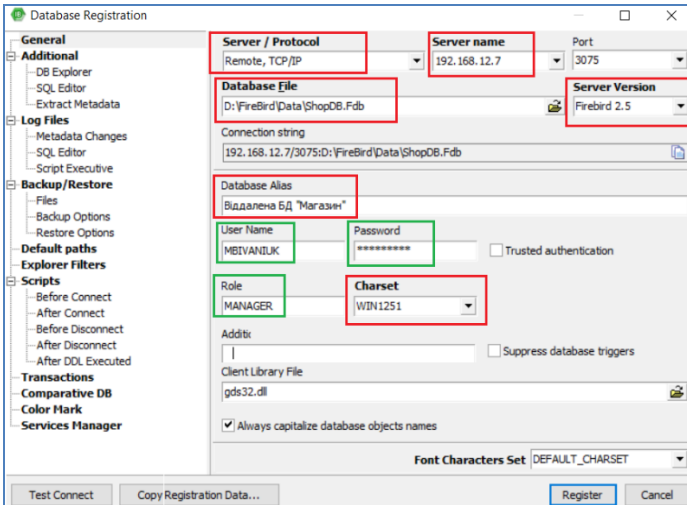 Database Registration
General
Additional
DB Explorer
SQL Editor
Extract Metadata
Log Files
Metadata Changes
SQL Editor
Script Executive
Backup/Restore
Files
Backup Options
Restore Options
Default paths
Explorer Filters
Scripts
Before Connect
After Connect
Before Disconnect
After Disconnect
After DDL Executed
Transactions
Comparative DB
Color Mark
Services Manager
Server / Protocol Server name Port
Remote, TCP/IP 192.168.12.7 3075
Database File Server Version
D:\FireBird\Data\ShopDB.Fdb Firebird 2.5
Connection string
192.168.12.7/3075:D:\FireBird\Data\ShopDB.Fdb
Database Alias
Віддалена БД "Магазин"
User Name Password
MBIVANIUK ********* Trusted authentication
Role Charset
MANAGER WIN1251
Additic
Suppress database triggers
Client Library File
gds32.dll
Always capitalize database objects names
Font Characters Set DEFAULT_CHARSET
Test Connect Copy Registration Data... Register Cancel